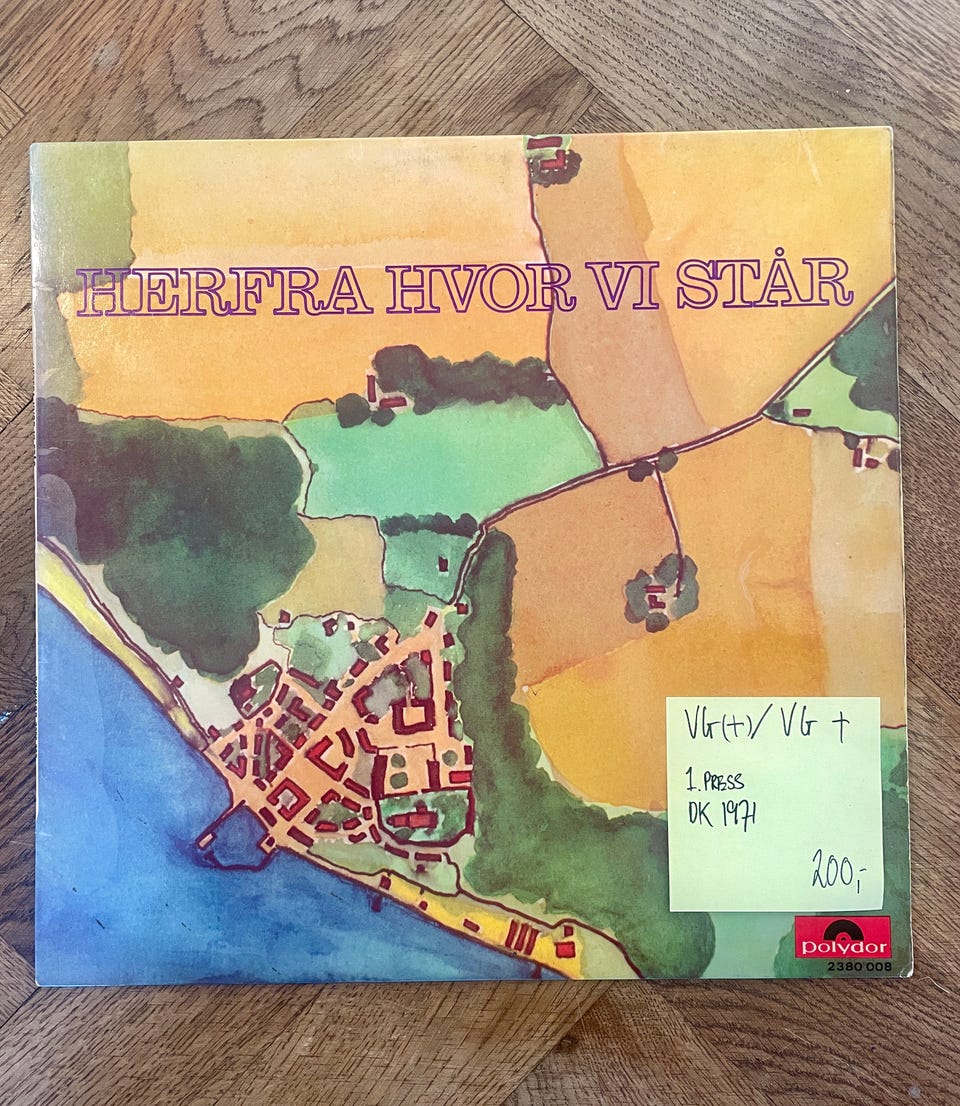 HERFRA HVOR VI STÅR
VG(+)/ VG +
1. PRESS
DK 1971
200,-
polydor
2380 008